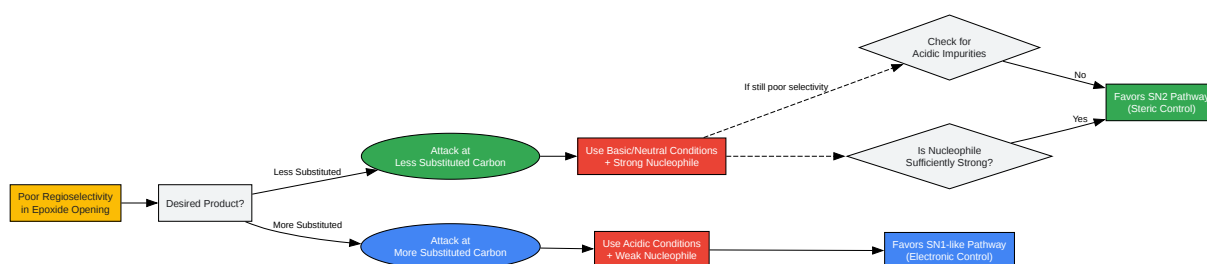 Poor Regioselectivity
in Epoxide Opening
Desired Product?
Less Substituted
More Substituted
Attack at
Less Substituted Carbon
Attack at
More Substituted Carbon
Use Basic/Neutral Conditions
+ Strong Nucleophile
Use Acidic Conditions
+ Weak Nucleophile
If still poor selectivity
Check for
Acidic Impurities
Is Nucleophile
Sufficiently Strong?
No
Yes
Favors SN2 Pathway
(Steric Control)
Favors SN1-like Pathway
(Electronic Control)